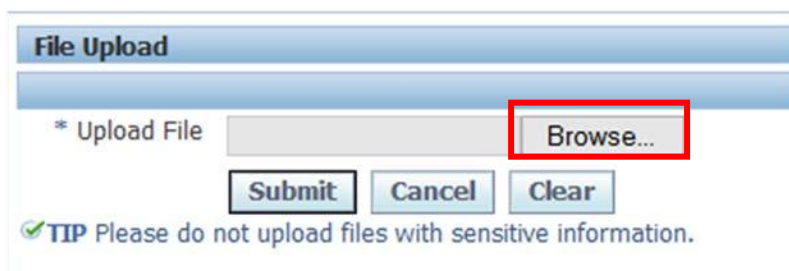 File Upload
* Upload File Browse...
Submit Cancel Clear
TIP Please do not upload files with sensitive information.